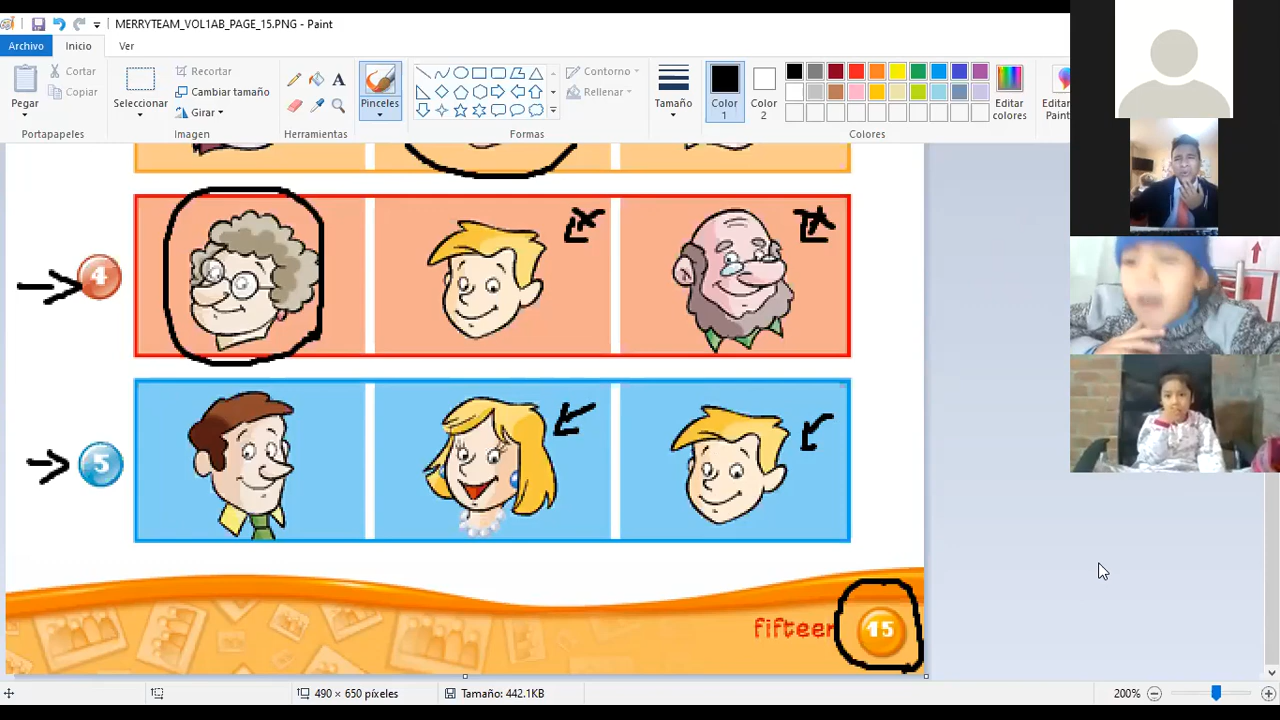 MERRYTEAM_VOL1AB_PAGE_15.PNG - Paint
Archivo Inicio Ver
Pegar
Cortar
Copiar
Portapapeles
Seleccionar
Recortar
Cambiar tamaño
Girar
Imagen
A
Herramientas
Pinceles
Contorno
Rellenar
Formas
Tamaño
Color 1
Color 2
Editar colores
Colores
Editar
Paint
4
5
fifteen 15
490 × 650 píxeles
Tamaño: 442.1KB
200%